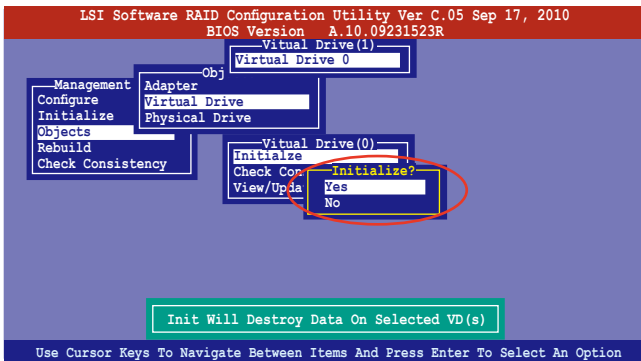 LSI Software RAID Configuration Utility Ver C.05 Sep 17, 2010
BIOS Version A.10.09231523R
Vitual Drive(1)
Virtual Drive 0
Obj
Adapter
Virtual Drive
Physical Drive
Management
Configure
Initialize
Objects
Rebuild
Check Consistency
Vitual Drive(0)
Initialze
Check Con
View/Upda
Initialize?
Yes
No
Init Will Destroy Data On Selected VD(s)
Use Cursor Keys To Navigate Between Items And Press Enter To Select An Option